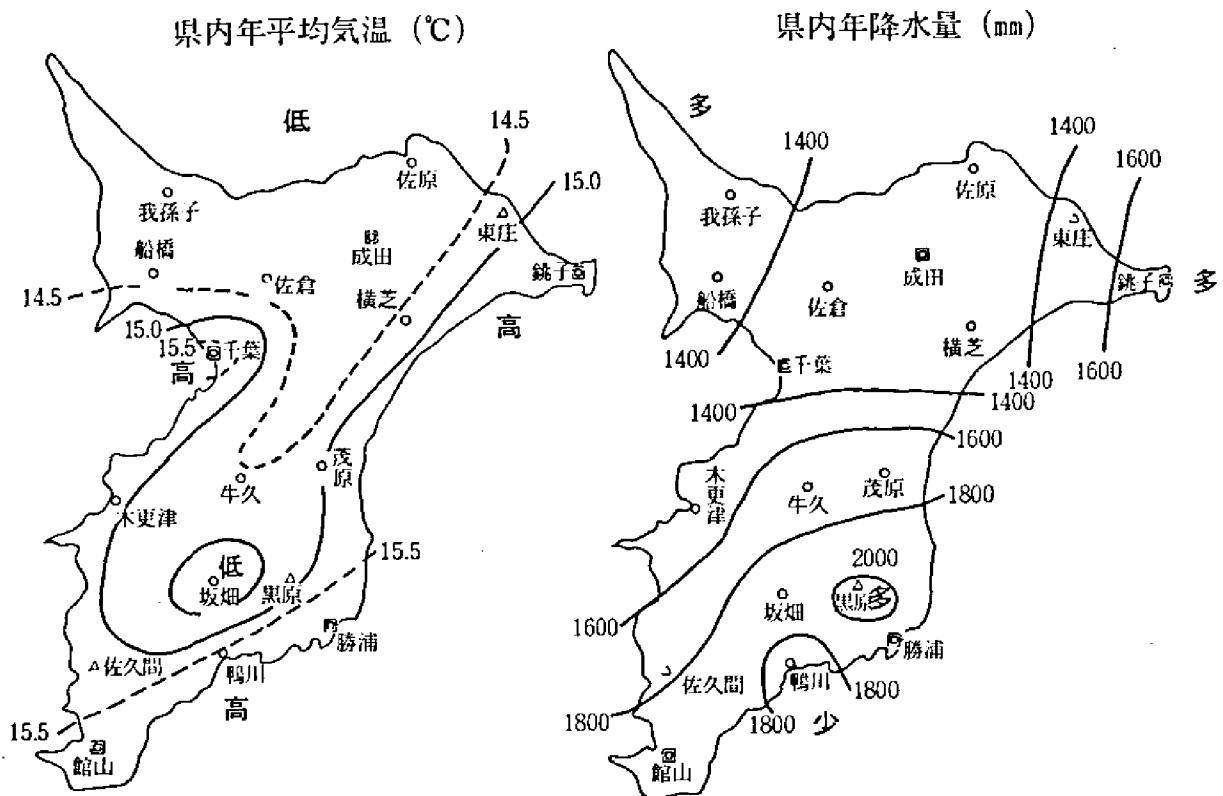 県内年平均気温 (℃)
低
14.5
佐原
15.0
我孫子
東庄
船橋
成田
銚子
14.5
佐倉
横芝
高
15.0
15.5
千葉
高
茂原
牛久
木更津
15.5
低
坂畑
黒原
勝浦
佐久間
鴨川
高
15.5
館山
県内年降水量 (㎜)
多
1400
1400
1600
佐原
我孫子
東庄
成田
銚子
多
船橋
佐倉
横芝
1400
千葉
1600
1400
1400
1400
1600
木更津
牛久
茂原
1800
2000
坂畑
黒原
多
1600
勝浦
佐久間
鴨川
1800
1800
1800
少
館山